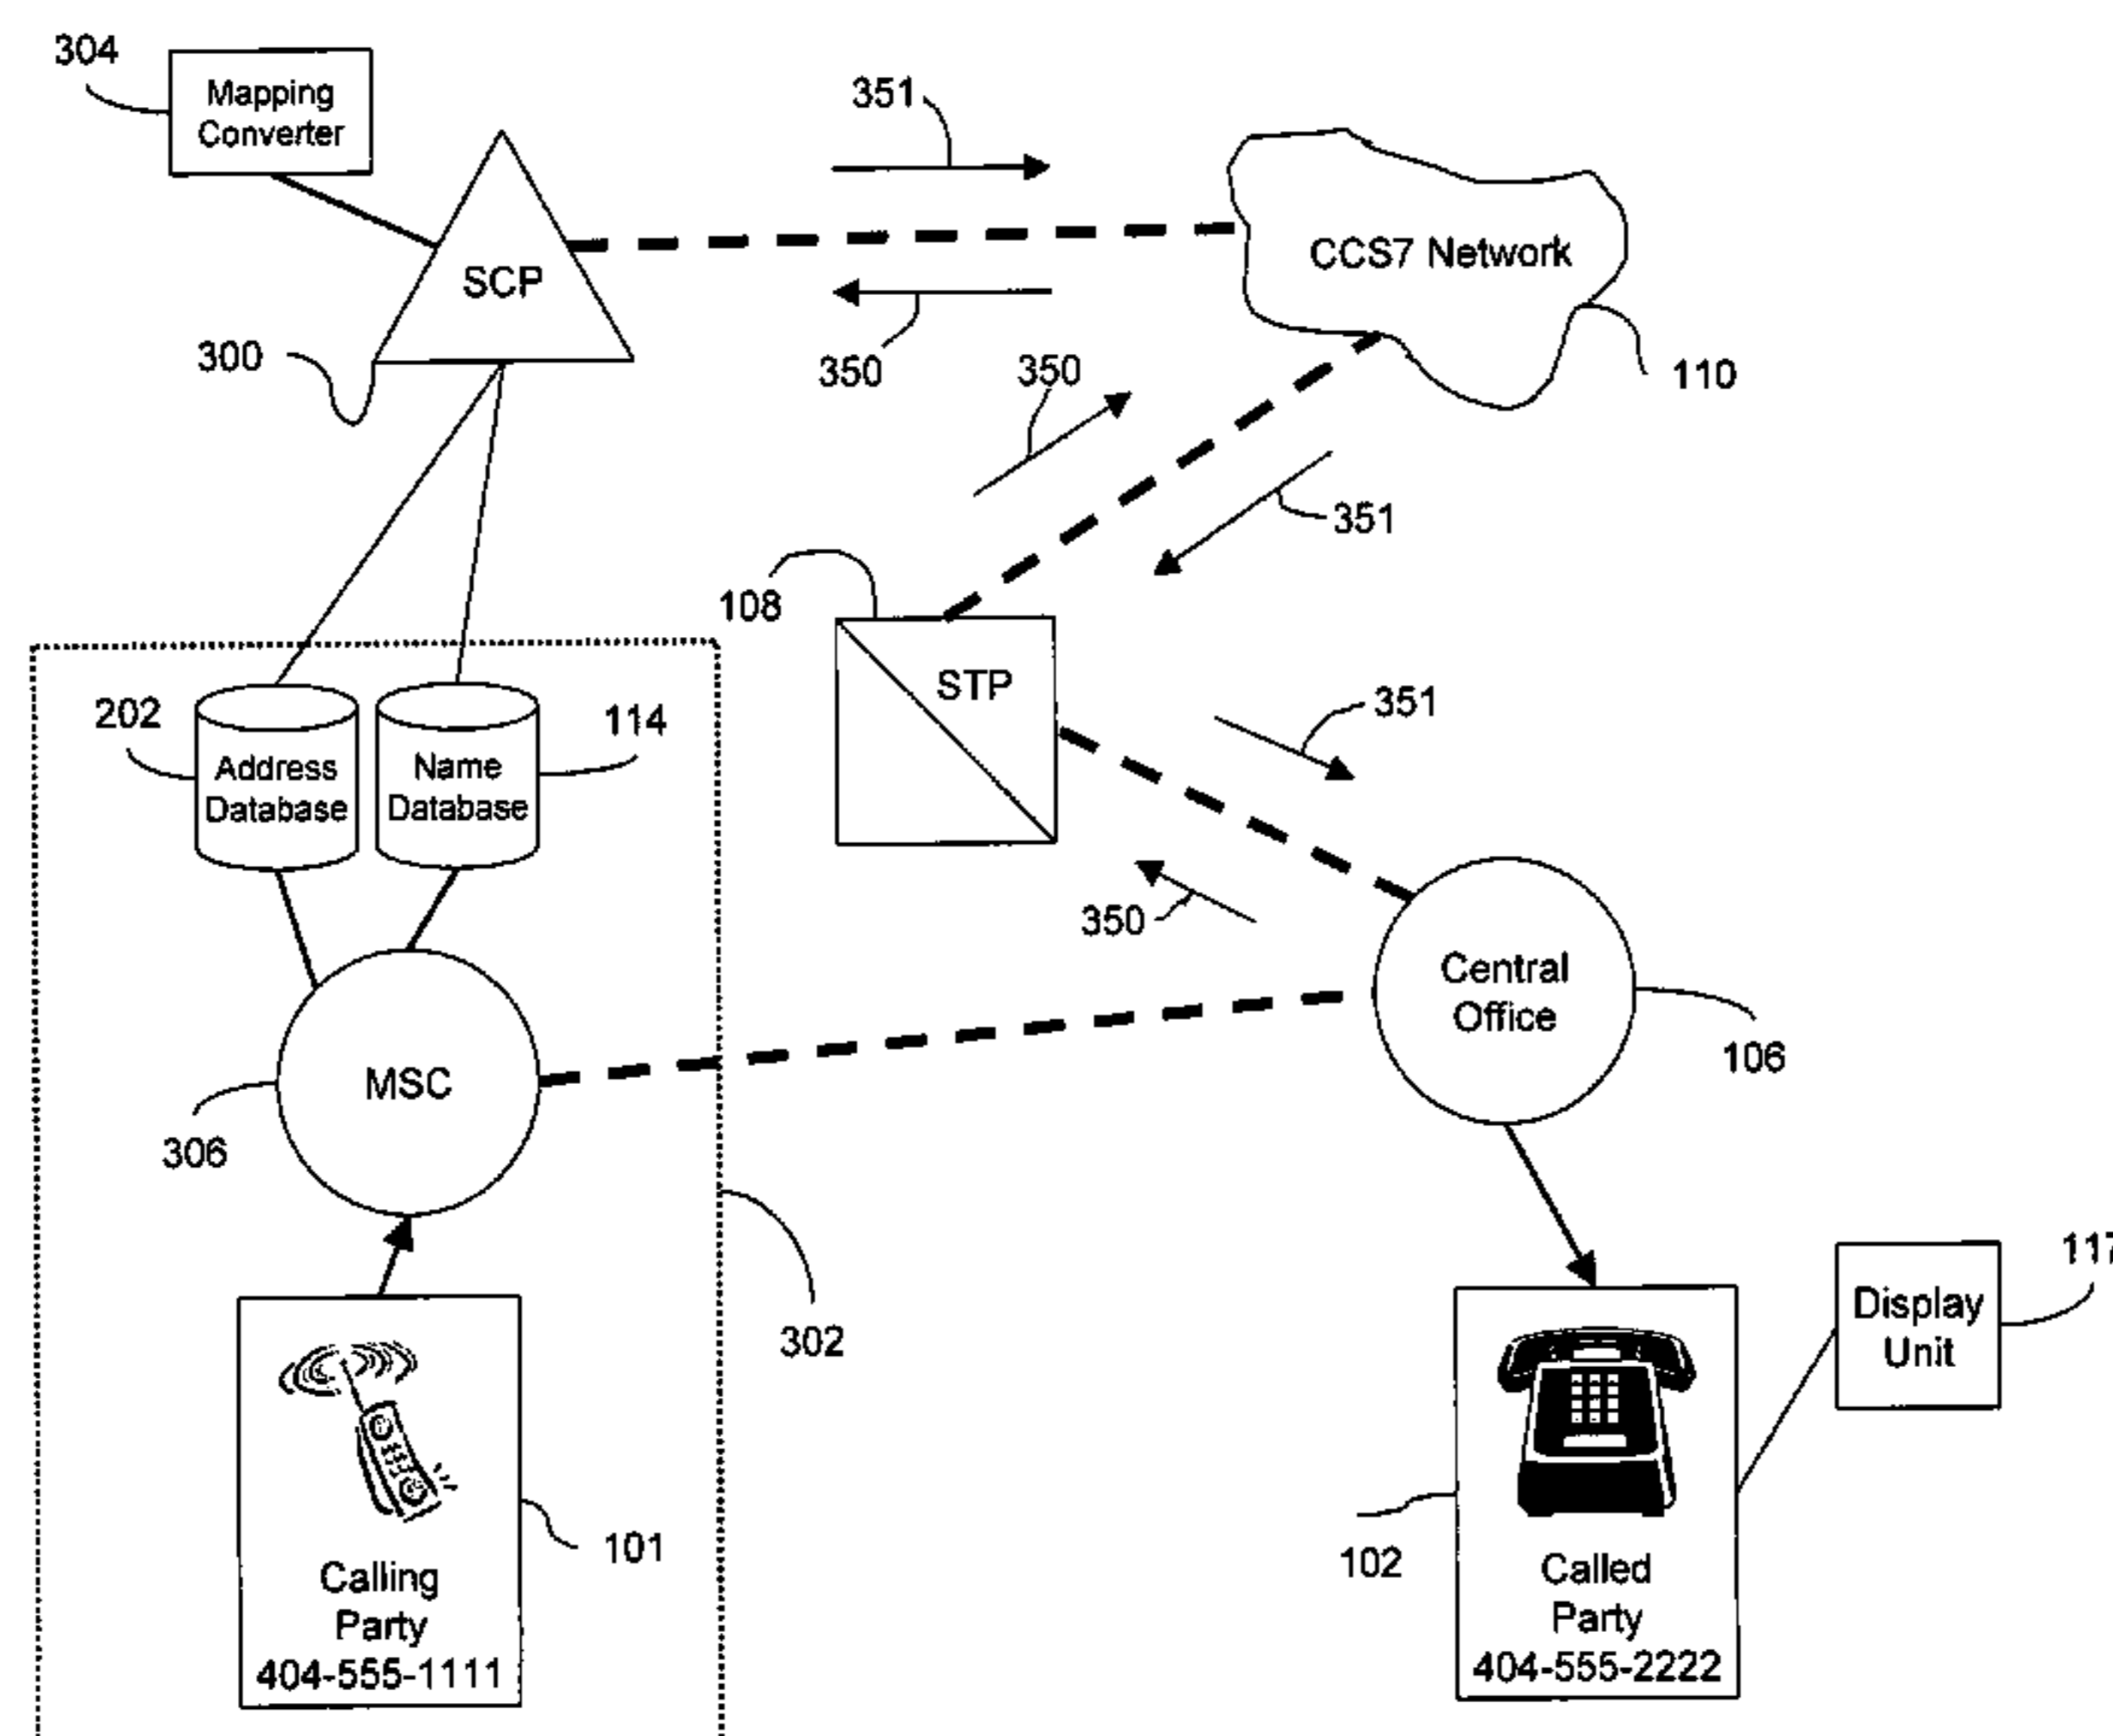 304
Mapping
Converter
351
SCP
CCS7 Network
300
350
350
110
351
108
STP
202
114
Address
Database
Name
Database
351
350
Central
Office
106
MSC
306
302
117
Display
Unit
101
102
Calling
Party
404-555-1111
Called
Party
404-555-2222